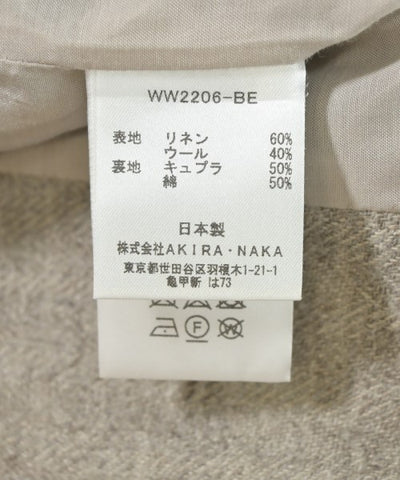 WW2206-BE
表地 リネン 60%
ウール 40%
裏地 キュプラ 50%
綿 50%
日本製
株式会社AKIRA・NAKA
東京都世田谷区羽根木1-21-1
亀甲新 は73
F W